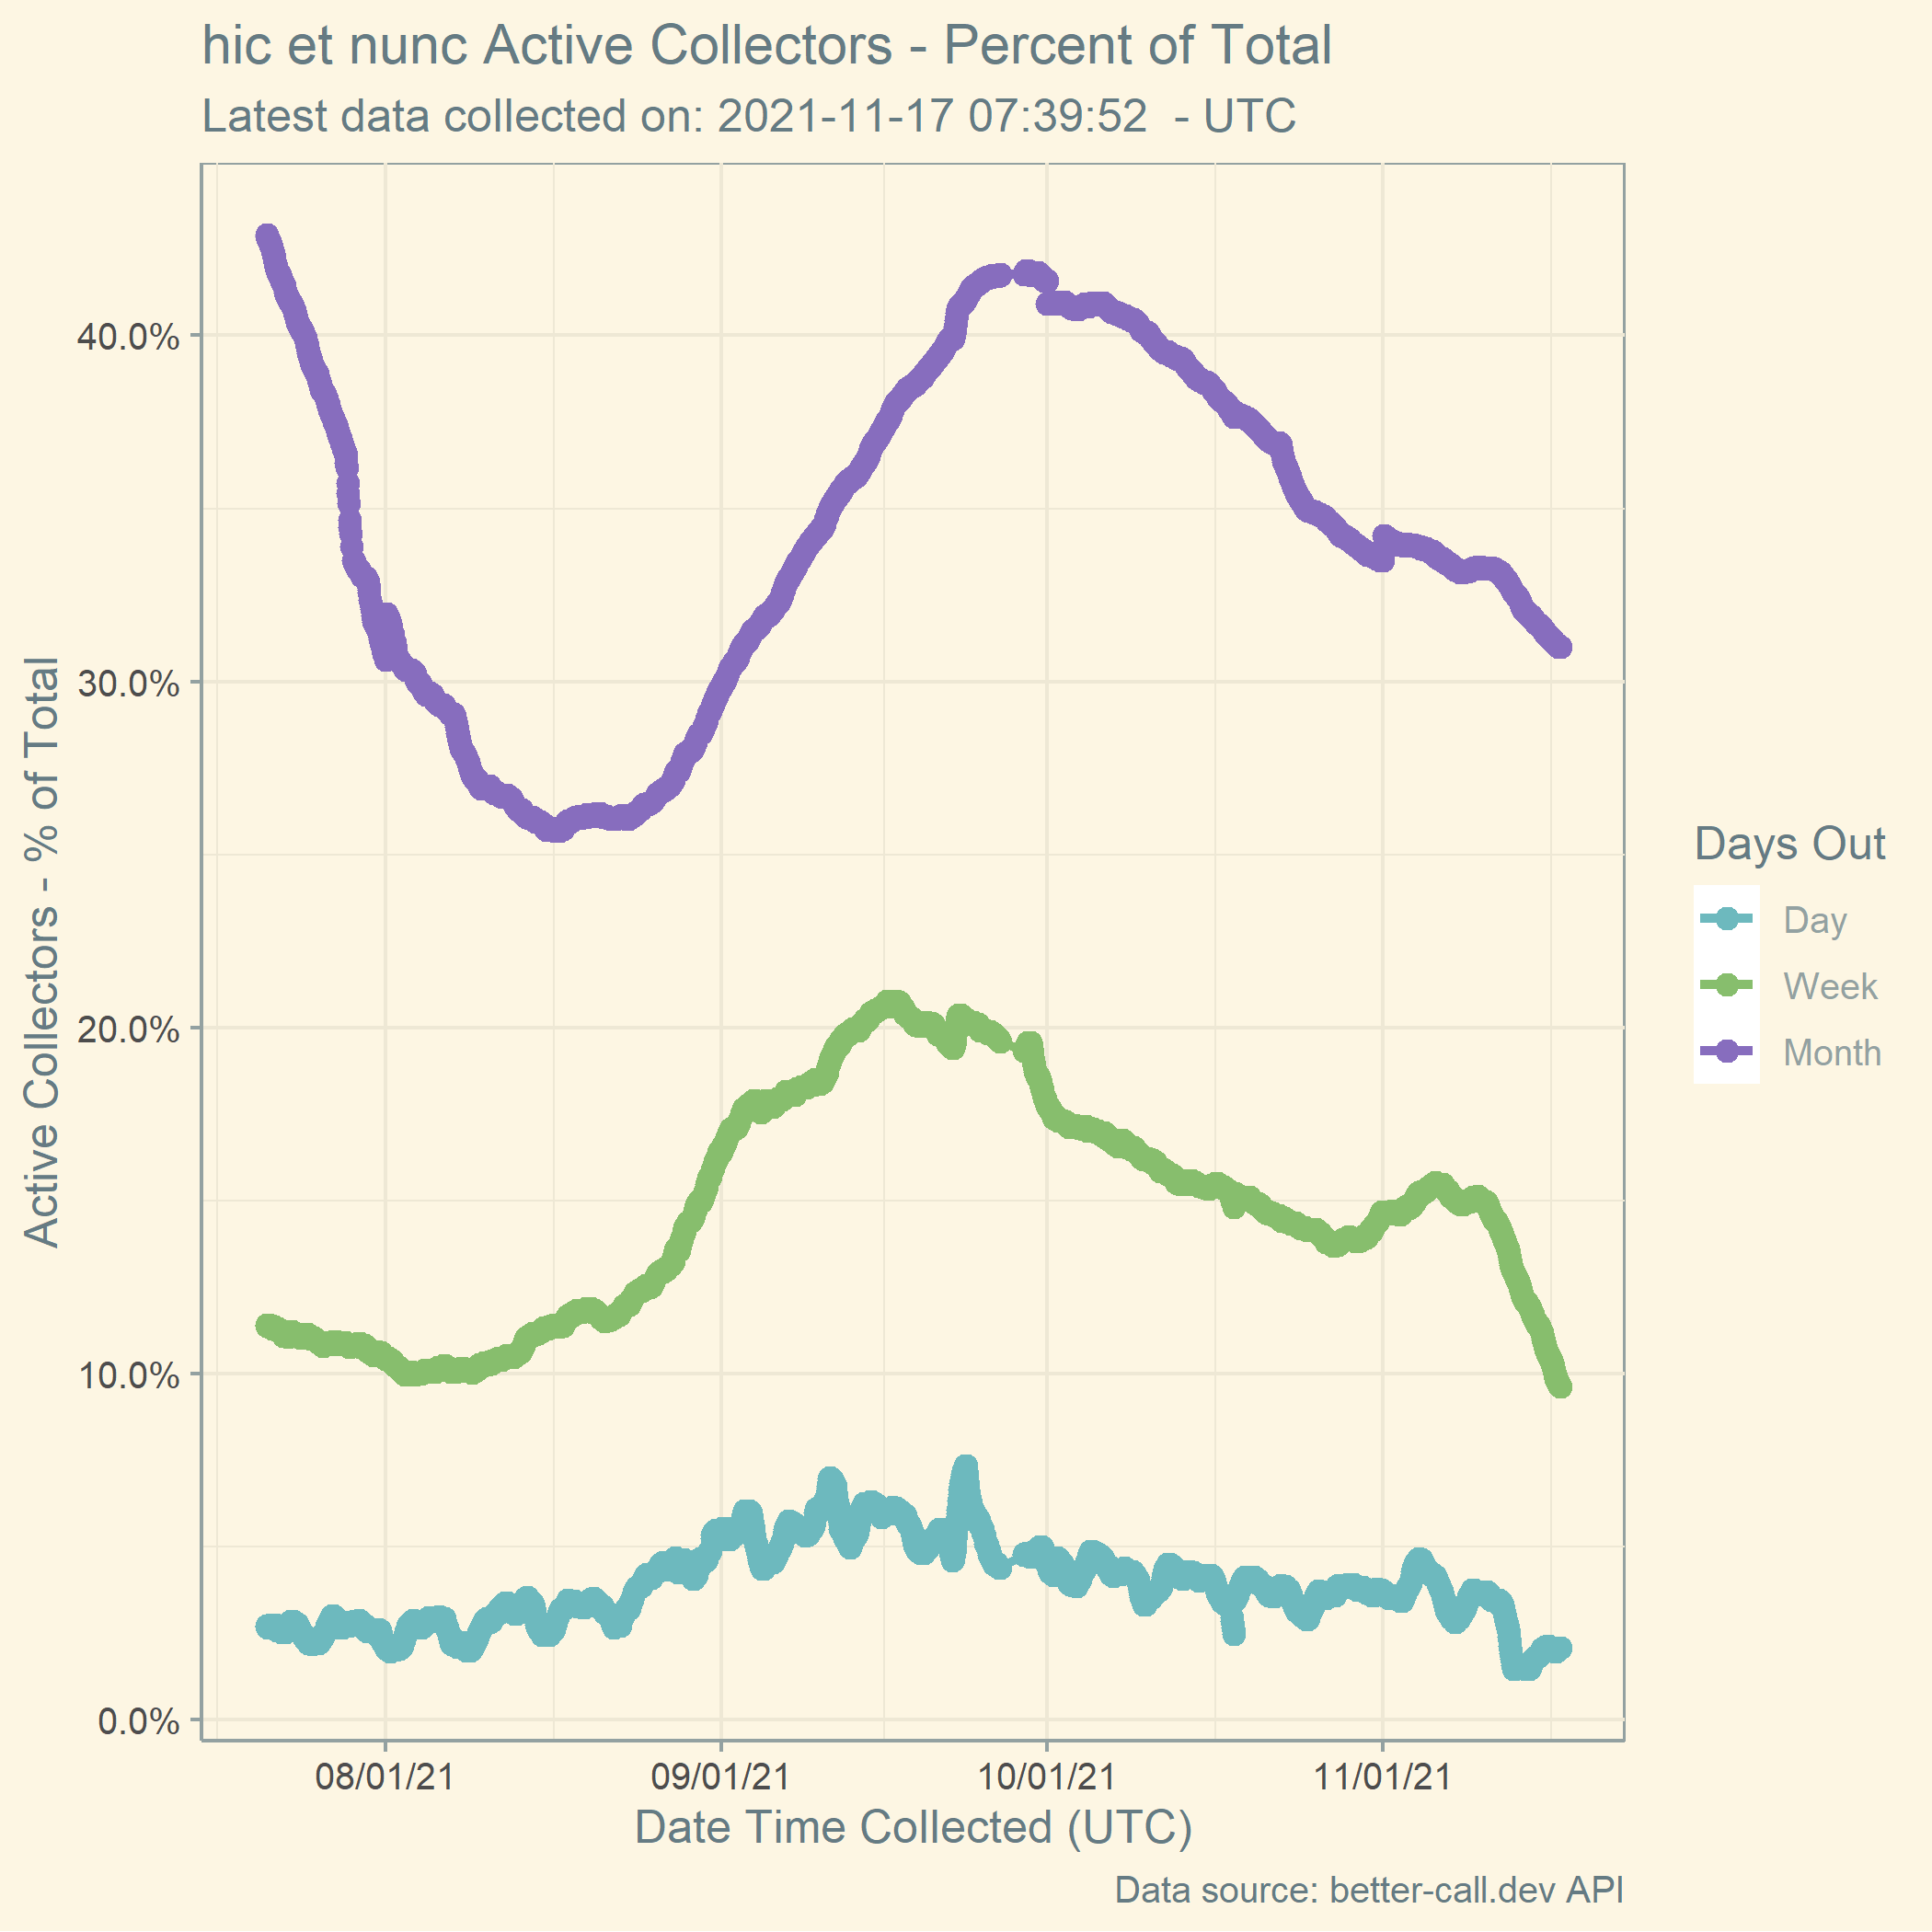 hic et nunc Active Collectors - Percent of Total
Latest data collected on: 2021-11-17 07:39:52  - UTC
Active Collectors - % of Total
40.0%
30.0%
20.0%
10.0%
0.0%
08/01/21
09/01/21
10/01/21
11/01/21
Date Time Collected (UTC)
Days Out
Day
Week
Month
Data source: better-call.dev API